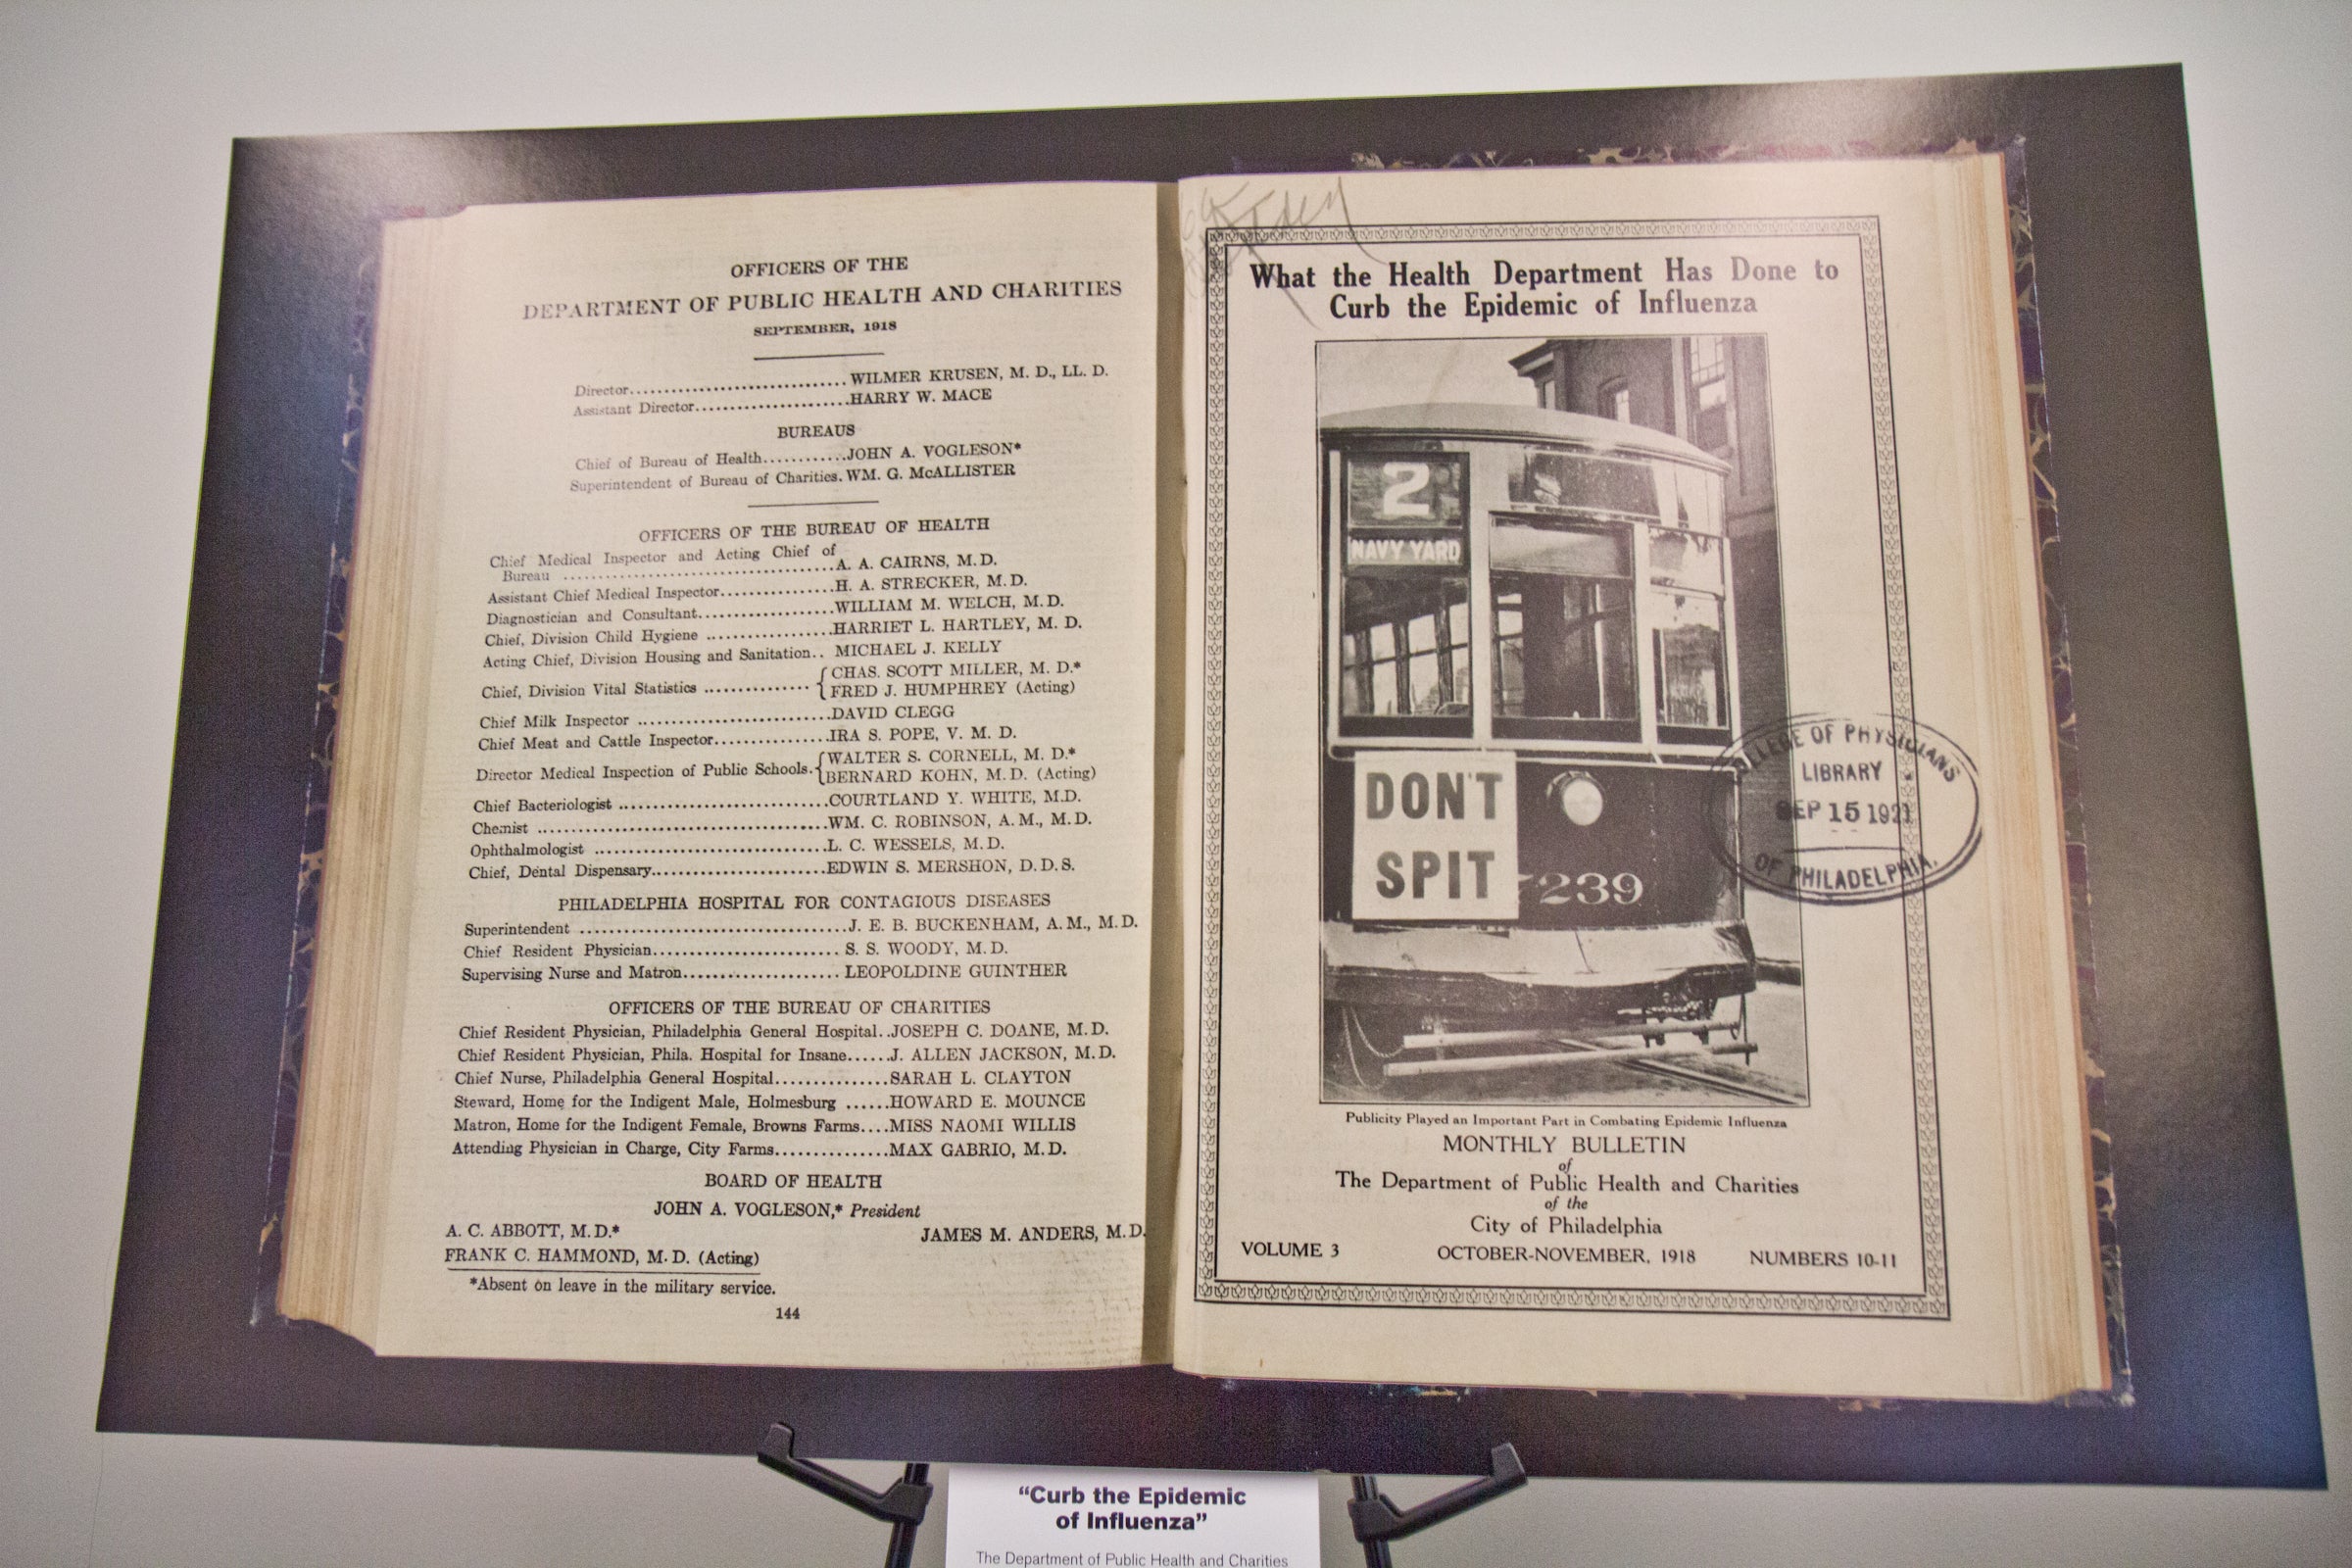 OFFICERS OF THE
DEPARTMENT OF PUBLIC HEALTH AND CHARITIES
SEPTEMBER, 1918
Director..............................WILMER KRUSEN, M. D., LL. D.
Assistant Director......................HARRY W. MACE
BUREAUS
Chief of Bureau of Health............JOHN A. VOGLESON*
Superintendent of Bureau of Charities. WM. G. McALLISTER
OFFICERS OF THE BUREAU OF HEALTH
Chief Medical Inspector and Acting Chief of
Bureau .......................................A. A. CAIRNS, M.D.
Assistant Chief Medical Inspector................H. A. STRECKER, M.D.
Diagnostician and Consultant....................WILLIAM M. WELCH, M.D.
Chief, Division Child Hygiene ..................HARRIET L. HARTLEY, M. D.
Acting Chief, Division Housing and Sanitation.. MICHAEL J. KELLY
Chief, Division Vital Statistics ............... {CHAS. SCOTT MILLER, M. D.*
FRED J. HUMPHREY (Acting)
Chief Milk Inspector ............................DAVID CLEGG
Chief Meat and Cattle Inspector.................IRA S. POPE, V. M. D.
Director Medical Inspection of Public Schools.{WALTER S. CORNELL, M. D.*
BERNARD KOHN, M.D. (Acting)
Chief Bacteriologist ..............................COURTLAND Y. WHITE, M.D.
Chemist ..........................................WM. C. ROBINSON, A.M., M.D.
Ophthalmologist .................................L. C. WESSELS, M.D.
Chief, Dental Dispensary.........................EDWIN S. MERSHON, D.D.S.
PHILADELPHIA HOSPITAL FOR CONTAGIOUS DISEASES
Superintendent ......................................J. E. B. BUCKENHAM, A.M., M.D.
Chief Resident Physician........................... S. S. WOODY, M.D.
Supervising Nurse and Matron....................... LEOPOLDINE GUINTHER
OFFICERS OF THE BUREAU OF CHARITIES
Chief Resident Physician, Philadelphia General Hospital..JOSEPH C. DOANE, M.D.
Chief Resident Physician, Phila. Hospital for Insane......J. ALLEN JACKSON, M.D.
Chief Nurse, Philadelphia General Hospital................SARAH L. CLAYTON
Steward, Home for the Indigent Male, Holmesburg ......HOWARD E. MOUNCE
Matron, Home for the Indigent Female, Browns Farms....MISS NAOMI WILLIS
Attending Physician in Charge, City Farms................MAX GABRIO, M.D.
BOARD OF HEALTH
JOHN A. VOGLESON,* President
A. C. ABBOTT, M.D.* JAMES M. ANDERS, M.D.
FRANK C. HAMMOND, M.D. (Acting)
*Absent on leave in the military service.
144
What the Health Department Has Done to
Curb the Epidemic of Influenza
2
NAVY YARD
DON'T
SPIT
7239
COLLEGE OF PHYSICIANS
LIBRARY
SEP 15 1921
OF PHILADELPHIA.
Publicity Played an Important Part in Combating Epidemic Influenza
MONTHLY BULLETIN
of
The Department of Public Health and Charities
of the
City of Philadelphia
VOLUME 3 OCTOBER-NOVEMBER, 1918 NUMBERS 10-11
“Curb the Epidemic
of Influenza”
The Department of Public Health and Charities